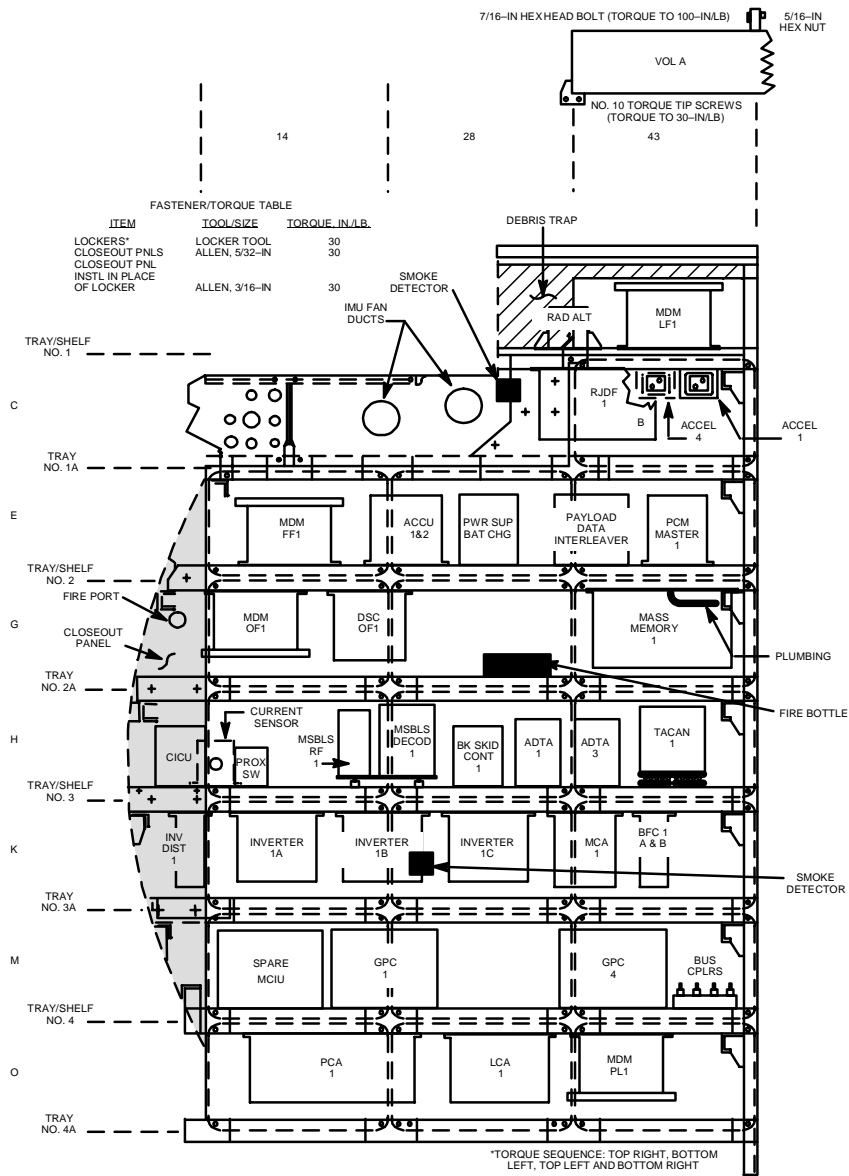 7/16–IN HEX HEAD BOLT (TORQUE TO 100–IN/LB)
5/16–IN
HEX NUT
VOL A
NO. 10 TORQUE TIP SCREWS
(TORQUE TO 30–IN/LB)
14
28
43
FASTENER/TORQUE TABLE
ITEM TOOL/SIZE TORQUE, IN./LB.
LOCKERS* LOCKER TOOL 30
CLOSEOUT PNLS ALLEN, 5/32–IN 30
CLOSEOUT PNL
INSTL IN PLACE
OF LOCKER ALLEN, 3/16–IN 30
DEBRIS TRAP
SMOKE
DETECTOR
IMU FAN
DUCTS
RAD ALT
MDM
LF1
TRAY/SHELF
NO. 1
C
RJDF
1
B
ACCEL
4
ACCEL
1
TRAY
NO. 1A
E
MDM
FF1
ACCU
1&2
PWR SUP
BAT CHG
PAYLOAD
DATA
INTERLEAVER
PCM
MASTER
1
TRAY/SHELF
NO. 2
FIRE PORT
G
CLOSEOUT
PANEL
MDM
OF1
DSC
OF1
MASS
MEMORY
1
PLUMBING
TRAY
NO. 2A
FIRE BOTTLE
H
CURRENT
SENSOR
CICU
PROX
SW
MSBLS
RF
1
MSBLS
DECOD
1
BK SKID
CONT
1
ADTA
1
ADTA
3
TACAN
1
TRAY/SHELF
NO. 3
K
INV
DIST
1
INVERTER
1A
INVERTER
1B
INVERTER
1C
MCA
1
BFC 1
A & B
SMOKE
DETECTOR
TRAY
NO. 3A
M
SPARE
MCIU
GPC
1
GPC
4
BUS
CPLRS
TRAY/SHELF
NO. 4
O
PCA
1
LCA
1
MDM
PL1
TRAY
NO. 4A
*TORQUE SEQUENCE: TOP RIGHT, BOTTOM
LEFT, TOP LEFT AND BOTTOM RIGHT